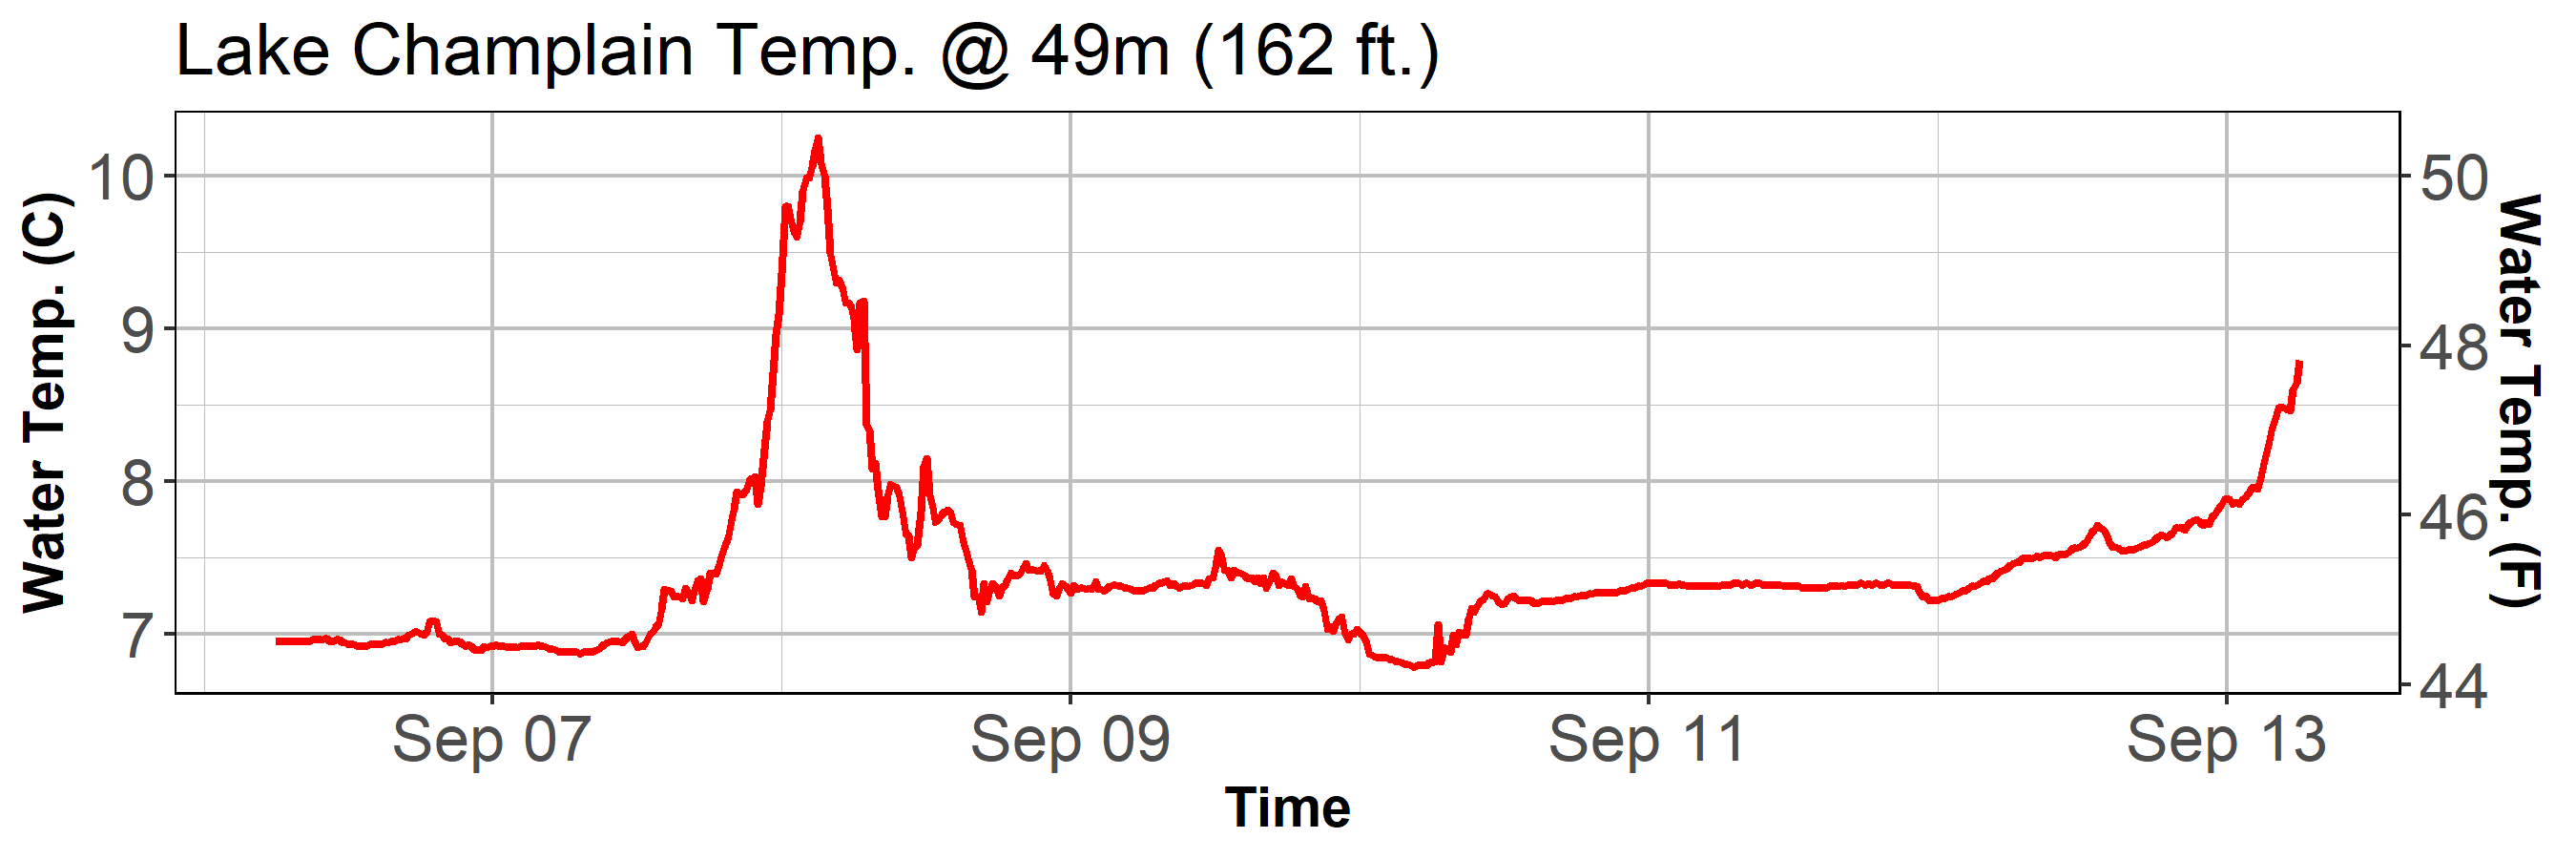 Lake Champlain Temp. @ 49m (162 ft.)
Water Temp. (C)
10
9
8
7
50
48
46
44
Water Temp. (F)
Sep 07
Sep 09
Sep 11
Sep 13
Time